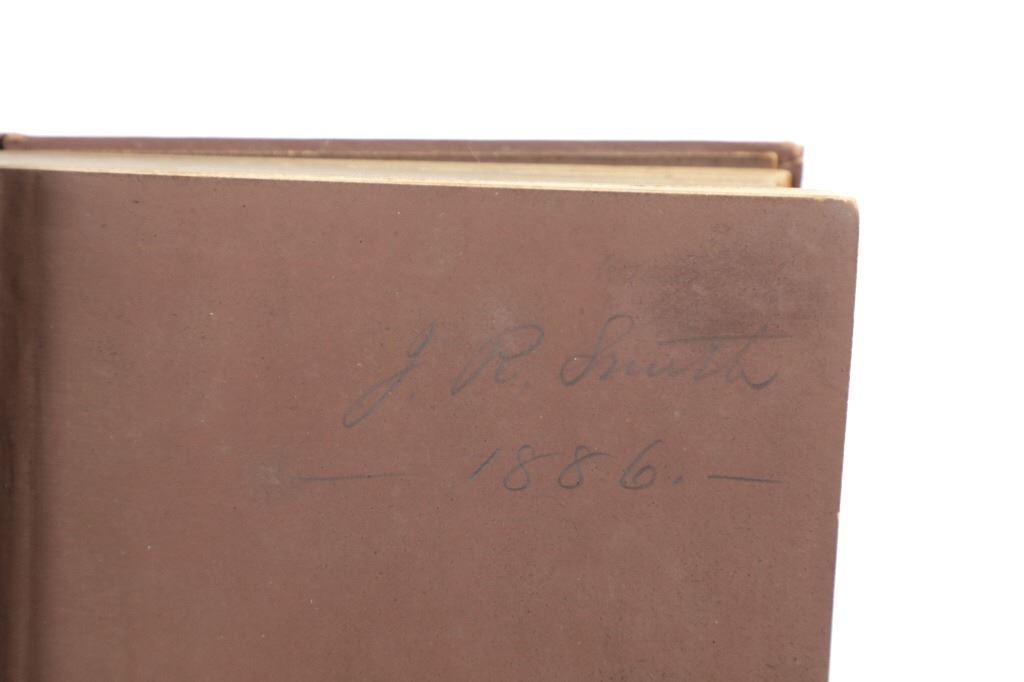 J. R. Smith
— 1886. —